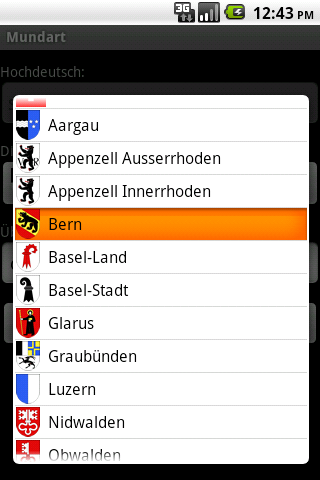 3G
12:43 PM
Mundart
Hochdeutsch:
Aargau
Appenzell Ausserrhoden
Appenzell Innerrhoden
Bern
Basel-Land
Basel-Stadt
Glarus
Graubünden
Luzern
Nidwalden
Obwalden